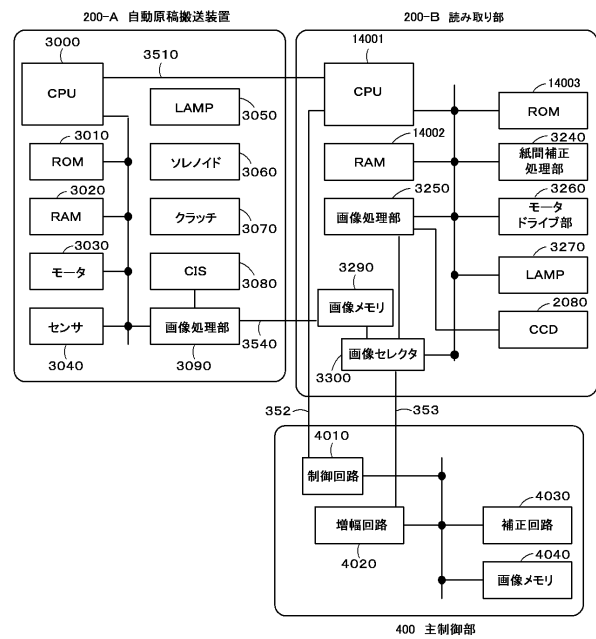 200-A 自動原稿搬送装置
3000
CPU
3510
LAMP
3050
3010
ROM
ソレノイド
3060
3020
RAM
クラッチ
3070
3030
モータ
CIS
3080
センサ
3040
画像処理部
3090
3540
200-B 読み取り部
14001
CPU
14003
ROM
14002
RAM
3240
紙間補正
処理部
3250
画像処理部
3260
モータ
ドライブ部
3270
LAMP
3290
画像メモリ
2080
CCD
画像セレクタ
3300
352
353
4010
制御回路
増幅回路
4020
4030
補正回路
4040
画像メモリ
400 主制御部